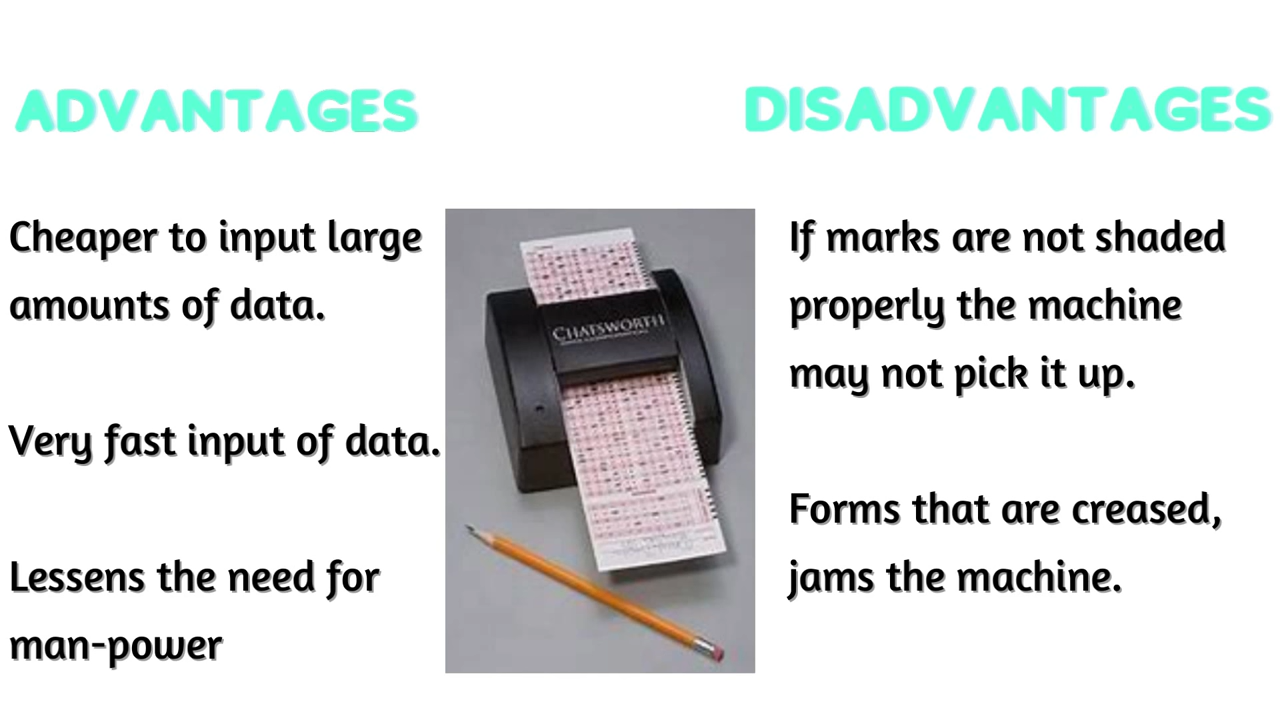 ADVANTAGES
Cheaper to input large
amounts of data.
Very fast input of data.
Lessens the need for
man-power
CHATSWORTH
DISADVANTAGES
If marks are not shaded
properly the machine
may not pick it up.
Forms that are creased,
jams the machine.